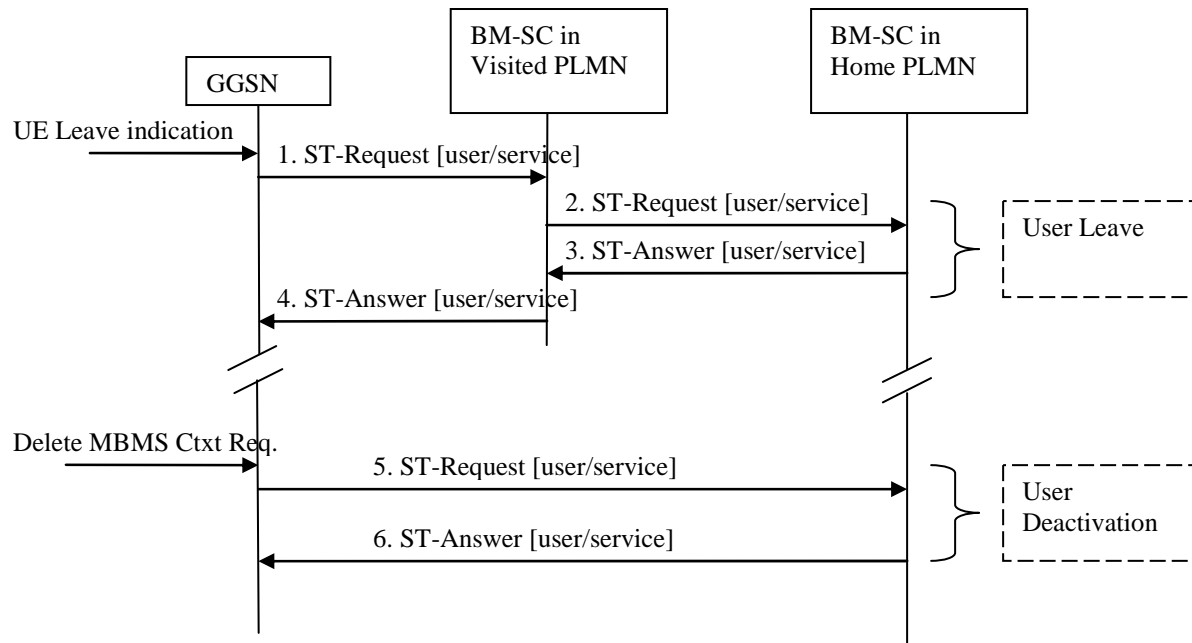 BM-SC in
Visited PLMN
BM-SC in
Home PLMN
GGSN
UE Leave indication
1. ST-Request [user/service]
2. ST-Request [user/service]
User Leave
3. ST-Answer [user/service]
4. ST-Answer [user/service]
Delete MBMS Ctxt Req.
5. ST-Request [user/service]
User
Deactivation
6. ST-Answer [user/service]